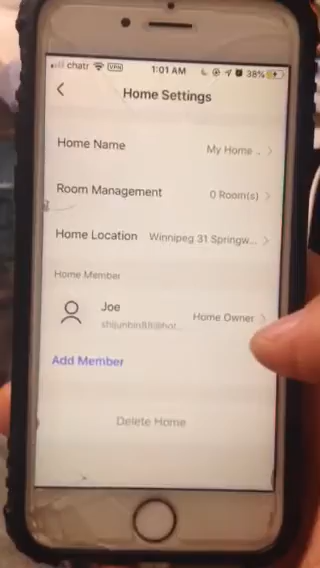 chatr VPN 1:01 AM 38%
Home Settings
Home Name My Home ..
Room Management 0 Room(s)
Home Location Winnipeg 31 Springw...
Home Member
Joe
Home Owner
Add Member
Delete Home